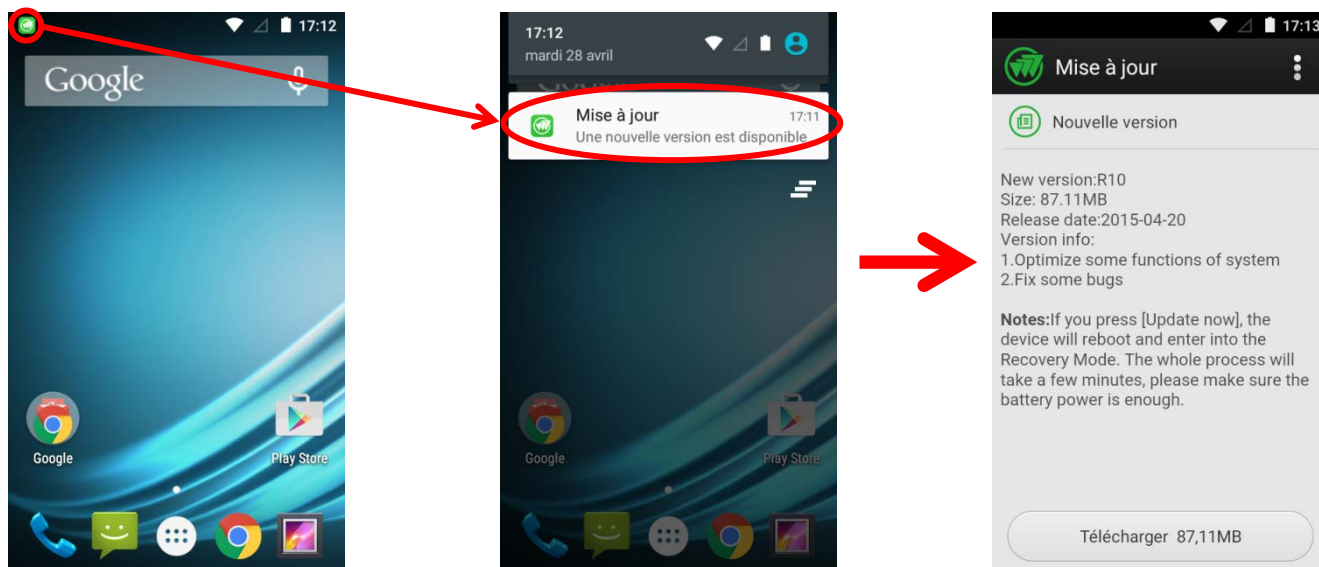 17:12
Google
Google
Play Store
17:12
mardi 28 avril
Mise à jour
17:11
Une nouvelle version est disponible
Google
Play Store
17:13
Mise à jour
Nouvelle version
New version:R10
Size: 87.11MB
Release date:2015-04-20
Version info:
1.Optimize some functions of system
2.Fix some bugs
Notes:If you press [Update now], the
device will reboot and enter into the
Recovery Mode. The whole process will
take a few minutes, please make sure the
battery power is enough.
Télécharger 87,11MB